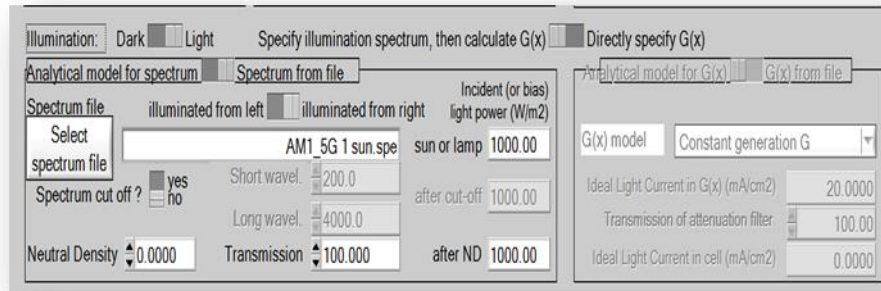 Illumination: Dark Light Specify illumination spectrum, then calculate G(x) Directly specify G(x)
Analytical model for spectrum Spectrum from file
Spectrum file illuminated from left illuminated from right
Incident (or bias)
light power (W/m2)
Select
spectrum file
AM1_5G 1 sun.spe sun or lamp 1000.00
Spectrum cut off ? yes
no
Short wavel. 200.0
Long wavel. 4000.0
after cut-off 1000.00
Neutral Density 0.0000 Transmission 100.000 after ND 1000.00
Analytical model for G(x) G(x) from file
G(x) model Constant generation G
Ideal Light Current in G(x) (mA/cm2) 20.0000
Transmission of attenuation filter 100.00
Ideal Light Current in cell (mA/cm2) 0.0000